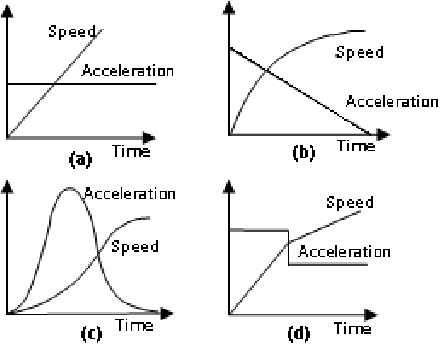 Speed
Acceleration
Time
(a)
Speed
Acceleration
Time
(b)
Acceleration
Speed
Time
(c)
Speed
Acceleration
Time
(d)